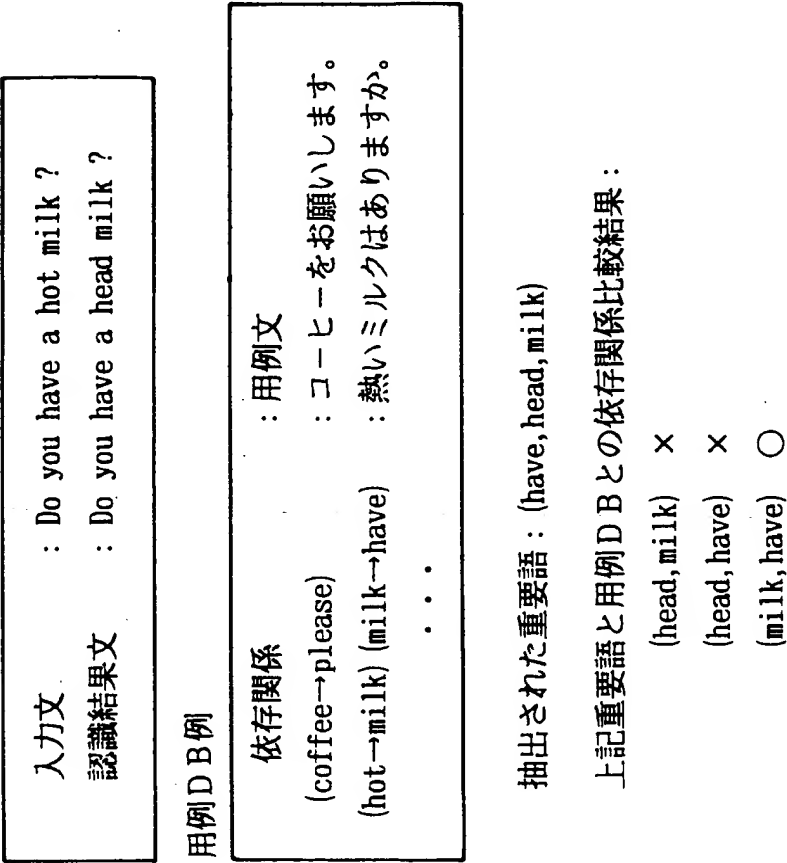 入力文 : Do you have a hot milk ?
認識結果文 : Do you have a head milk ?
用例DB例
依存関係 : 用例文
(coffee→please) : コーヒーをお願いします。
(hot→milk) (milk→have) : 熱いミルクはありますか。
・・・
抽出された重要語 : (have,head,milk)
上記重要語と用例DBとの依存関係比較結果 :
(head,milk) ×
(head,have) ×
(milk,have) ○